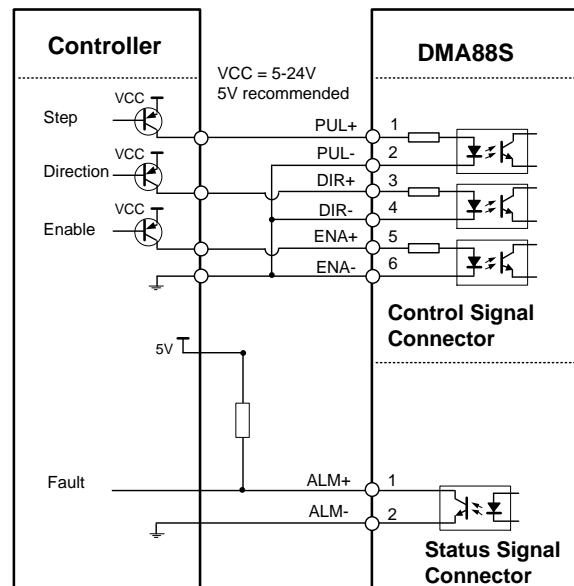 Controller
DMA88S
VCC = 5-24V
5V recommended
VCC
Step
PUL+
1
PUL-
2
VCC
Direction
DIR+
3
DIR-
4
VCC
Enable
ENA+
5
ENA-
6
Control Signal
Connector
5V
Fault
ALM+
1
ALM-
2
Status Signal
Connector